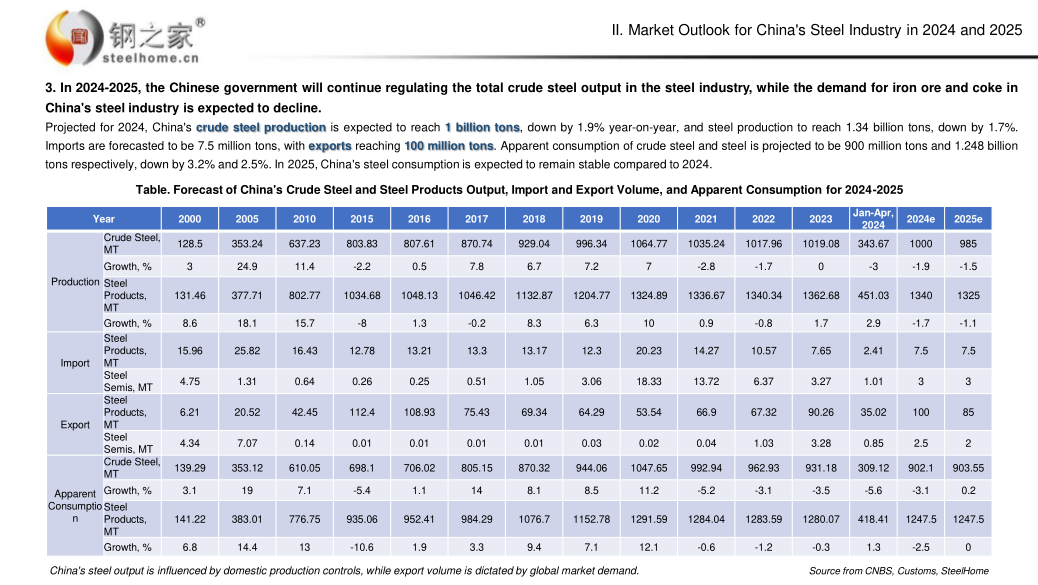 钢之家®
steelhome.cn
II. Market Outlook for China's Steel Industry in 2024 and 2025
3. In 2024-2025, the Chinese government will continue regulating the total crude steel output in the steel industry, while the demand for iron ore and coke in
China's steel industry is expected to decline.
Projected for 2024, China's crude steel production is expected to reach 1 billion tons, down by 1.9% year-on-year, and steel production to reach 1.34 billion tons, down by 1.7%.
Imports are forecasted to be 7.5 million tons, with exports reaching 100 million tons. Apparent consumption of crude steel and steel is projected to be 900 million tons and 1.248 billion
tons respectively, down by 3.2% and 2.5%. In 2025, China's steel consumption is expected to remain stable compared to 2024.
Table. Forecast of China's Crude Steel and Steel Products Output, Import and Export Volume, and Apparent Consumption for 2024-2025
Year 2000 2005 2010 2015 2016 2017 2018 2019 2020 2021 2022 2023 Jan-Apr, 2024 2024e 2025e
Production
Crude Steel, MT 128.5 353.24 637.23 803.83 807.61 870.74 929.04 996.34 1064.77 1035.24 1017.96 1019.08 343.67 1000 985
Growth, % 3 24.9 11.4 -2.2 0.5 7.8 6.7 7.2 7 -2.8 -1.7 0 -3 -1.9 -1.5
Steel Products, MT 131.46 377.71 802.77 1034.68 1048.13 1046.42 1132.87 1204.77 1324.89 1336.67 1340.34 1362.68 451.03 1340 1325
Growth, % 8.6 18.1 15.7 -8 1.3 -0.2 8.3 6.3 10 0.9 -0.8 1.7 2.9 -1.7 -1.1
Import
Steel Products, MT 15.96 25.82 16.43 12.78 13.21 13.3 13.17 12.3 20.23 14.27 10.57 7.65 2.41 7.5 7.5
Steel Semis, MT 4.75 1.31 0.64 0.26 0.25 0.51 1.05 3.06 18.33 13.72 6.37 3.27 1.01 3 3
Export
Steel Products, MT 6.21 20.52 42.45 112.4 108.93 75.43 69.34 64.29 53.54 66.9 67.32 90.26 35.02 100 85
Steel Semis, MT 4.34 7.07 0.14 0.01 0.01 0.01 0.01 0.03 0.02 0.04 1.03 3.28 0.85 2.5 2
Apparent Consumption
Crude Steel, MT 139.29 353.12 610.05 698.1 706.02 805.15 870.32 944.06 1047.65 992.94 962.93 931.18 309.12 902.1 903.55
Growth, % 3.1 19 7.1 -5.4 1.1 14 8.1 8.5 11.2 -5.2 -3.1 -3.5 -5.6 -3.1 0.2
Steel Products, MT 141.22 383.01 776.75 935.06 952.41 984.29 1076.7 1152.78 1291.59 1284.04 1283.59 1280.07 418.41 1247.5 1247.5
Growth, % 6.8 14.4 13 -10.6 1.9 3.3 9.4 7.1 12.1 -0.6 -1.2 -0.3 1.3 -2.5 0
China's steel output is influenced by domestic production controls, while export volume is dictated by global market demand.
Source from CNBS, Customs, SteelHome